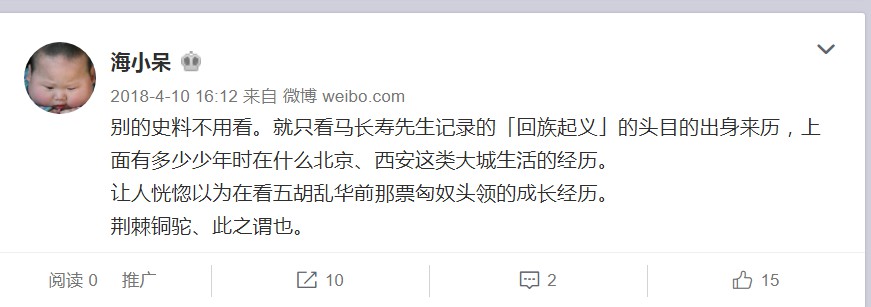 海小呆
2018-4-10 16:12 来自 微博 weibo.com
别的史料不用看。就只看马长寿先生记录的「回族起义」的头目的出身来历，上
面有多少少年时在什么北京、西安这类大城生活的经历。
让人恍惚以为在看五胡乱华前那票匈奴头领的成长经历。
荆棘铜驼、此之谓也。
阅读 0 推广 10 2 15